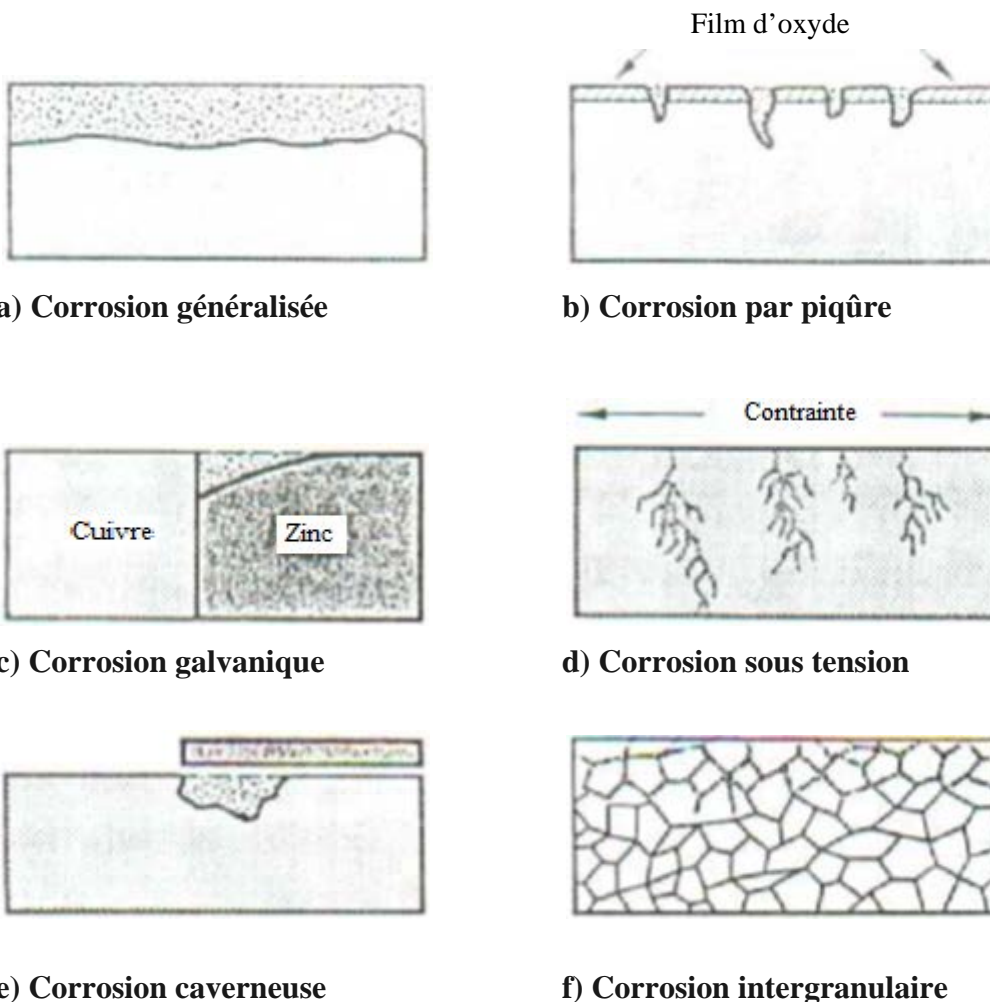 Film d’oxyde
a) Corrosion généralisée
b) Corrosion par piqûre
Contrainte
Cuivre
Zinc
c) Corrosion galvanique
d) Corrosion sous tension
e) Corrosion caverneuse
f) Corrosion intergranulaire